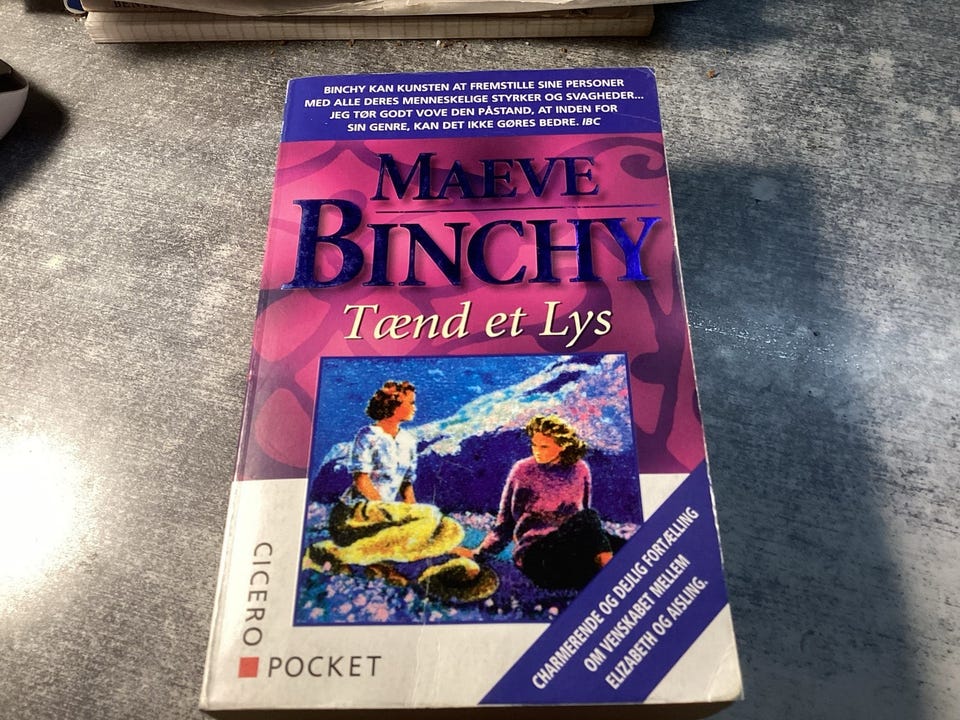 BINCHY KAN KUNSTEN AT FREMSTILLE SINE PERSONER
MED ALLE DERES MENNESKELIGE STYRKER OG SVAGHEDER...
JEG TØR GODT VOVE DEN PÅSTAND, AT INDEN FOR
SIN GENRE, KAN DET IKKE GØRES BEDRE. IBC
MAEVE
BINCHY
Tænd et Lys
CHARMERENDE OG DEJLIG FORTÆLLING
OM VENSKABET MELLEM
ELIZABETH OG AISLING.
CICERO
POCKET